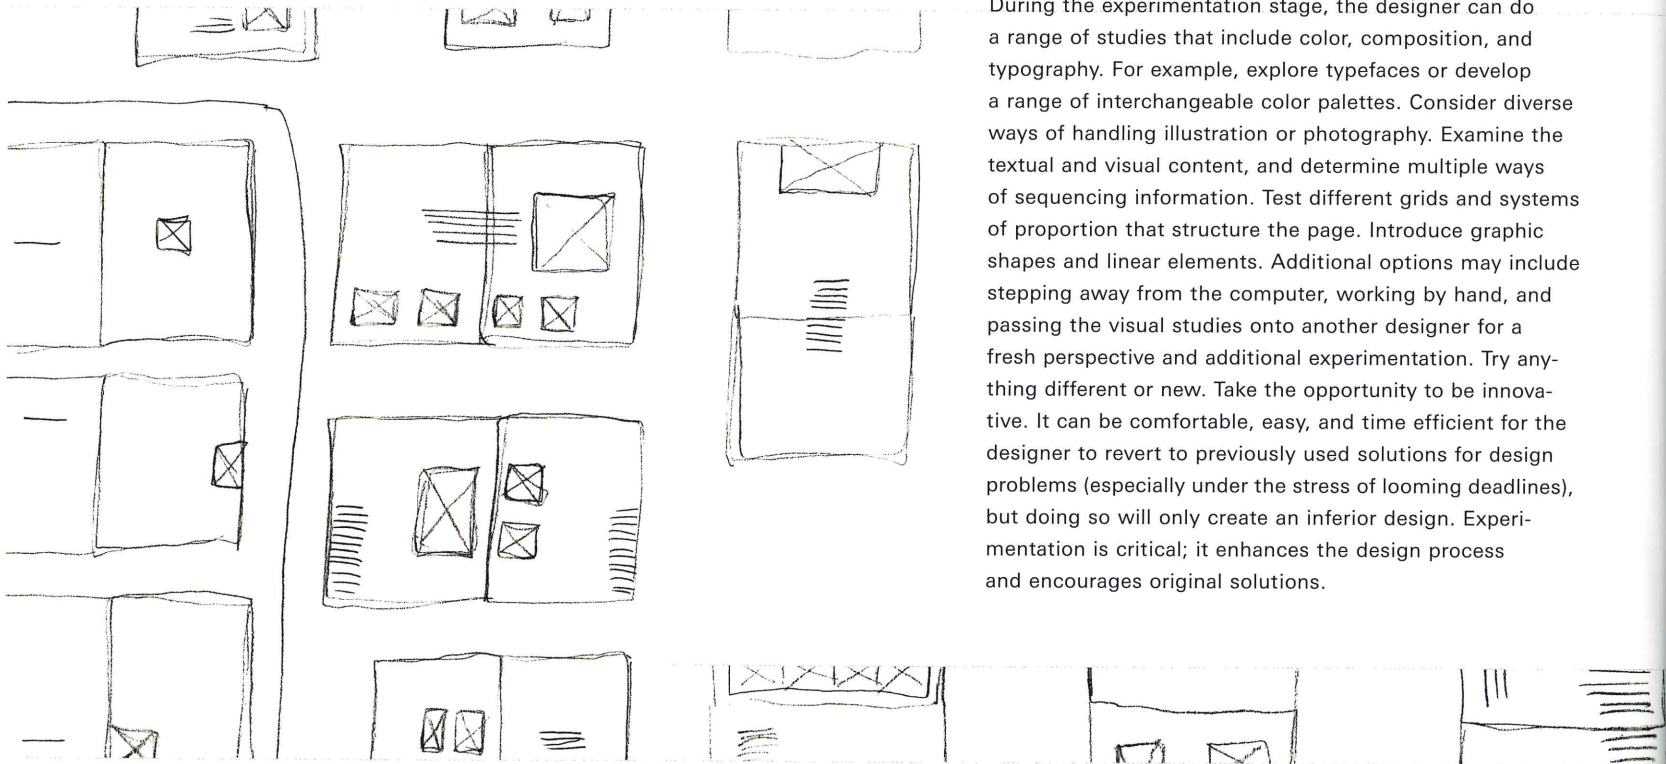 During the experimentation stage, the designer can do
a range of studies that include color, composition, and
typography. For example, explore typefaces or develop
a range of interchangeable color palettes. Consider diverse
ways of handling illustration or photography. Examine the
textual and visual content, and determine multiple ways
of sequencing information. Test different grids and systems
of proportion that structure the page. Introduce graphic
shapes and linear elements. Additional options may include
stepping away from the computer, working by hand, and
passing the visual studies onto another designer for a
fresh perspective and additional experimentation. Try any-
thing different or new. Take the opportunity to be innova-
tive. It can be comfortable, easy, and time efficient for the
designer to revert to previously used solutions for design
problems (especially under the stress of looming deadlines),
but doing so will only create an inferior design. Experi-
mentation is critical; it enhances the design process
and encourages original solutions.